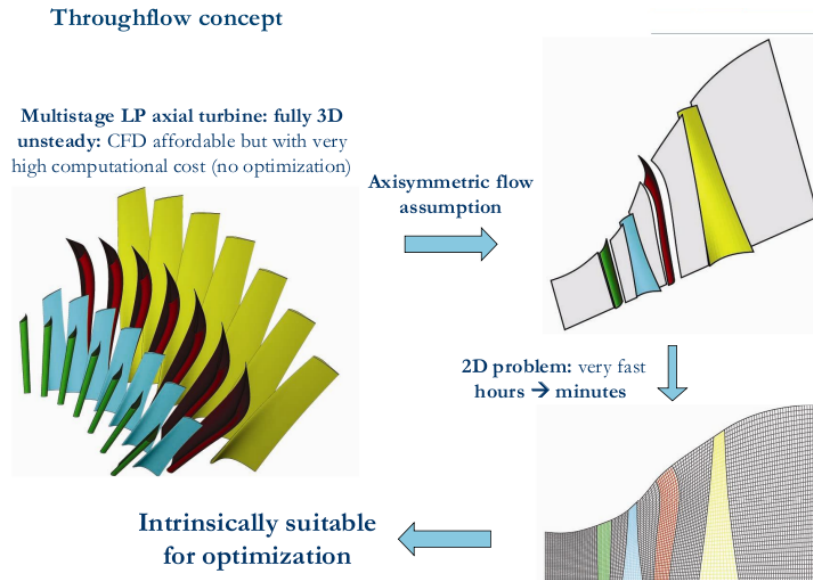 Throughflow concept
Multistage LP axial turbine: fully 3D
unsteady: CFD affordable but with very
high computational cost (no optimization)
Axisymmetric flow
assumption
2D problem: very fast
hours → minutes
Intrinsically suitable
for optimization